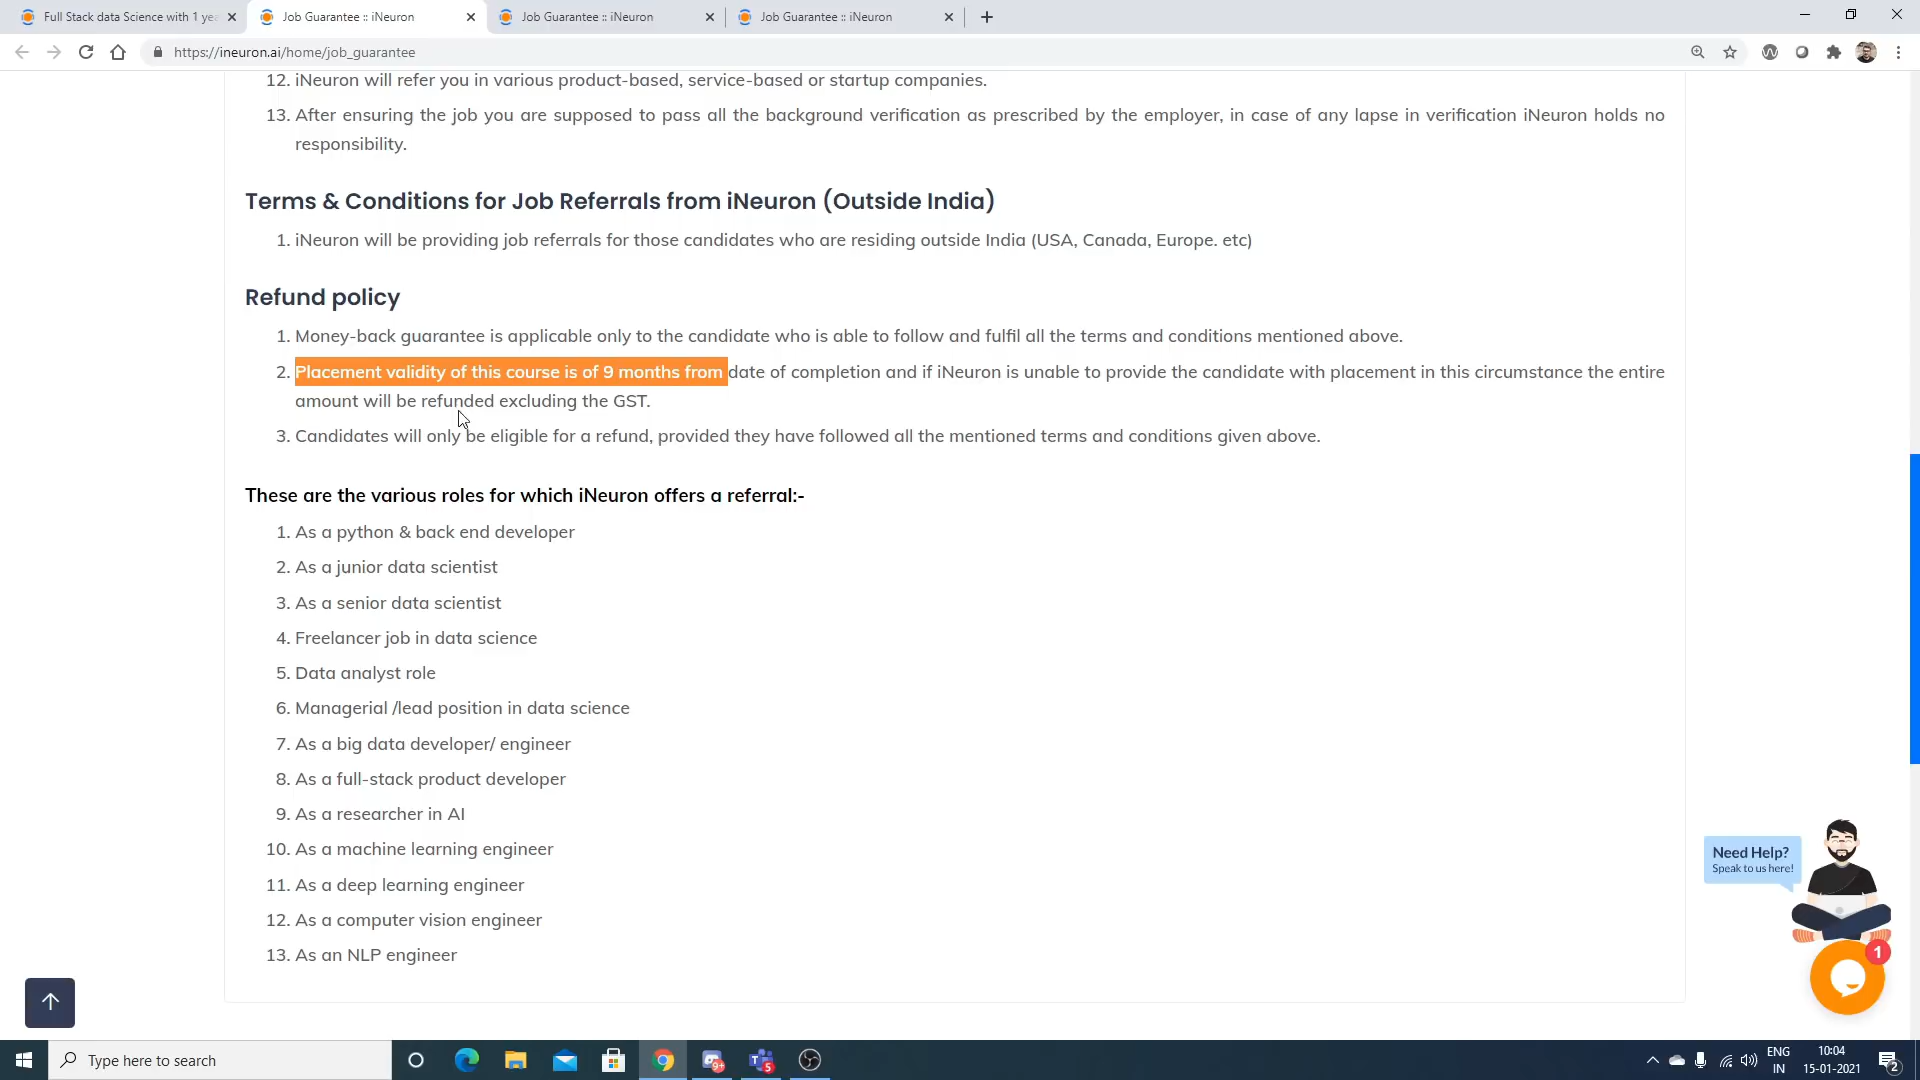 Full Stack data Science with 1 yea
Job Guarantee :: iNeuron
Job Guarantee :: iNeuron
Job Guarantee :: iNeuron
https://ineuron.ai/home/job_guarantee
12. iNeuron will refer you in various product-based, service-based or startup companies.
13. After ensuring the job you are supposed to pass all the background verification as prescribed by the employer, in case of any lapse in verification iNeuron holds no
responsibility.
Terms & Conditions for Job Referrals from iNeuron (Outside India)
1. iNeuron will be providing job referrals for those candidates who are residing outside India (USA, Canada, Europe. etc)
Refund policy
1. Money-back guarantee is applicable only to the candidate who is able to follow and fulfil all the terms and conditions mentioned above.
2. Placement validity of this course is of 9 months from date of completion and if iNeuron is unable to provide the candidate with placement in this circumstance the entire
amount will be refunded excluding the GST.
3. Candidates will only be eligible for a refund, provided they have followed all the mentioned terms and conditions given above.
These are the various roles for which iNeuron offers a referral:-
1. As a python & back end developer
2. As a junior data scientist
3. As a senior data scientist
4. Freelancer job in data science
5. Data analyst role
6. Managerial /lead position in data science
7. As a big data developer/ engineer
8. As a full-stack product developer
9. As a researcher in AI
10. As a machine learning engineer
11. As a deep learning engineer
12. As a computer vision engineer
13. As an NLP engineer
Need Help?
Speak to us here!
1
Type here to search
9+
5
ENG
IN
10:04
15-01-2021
2